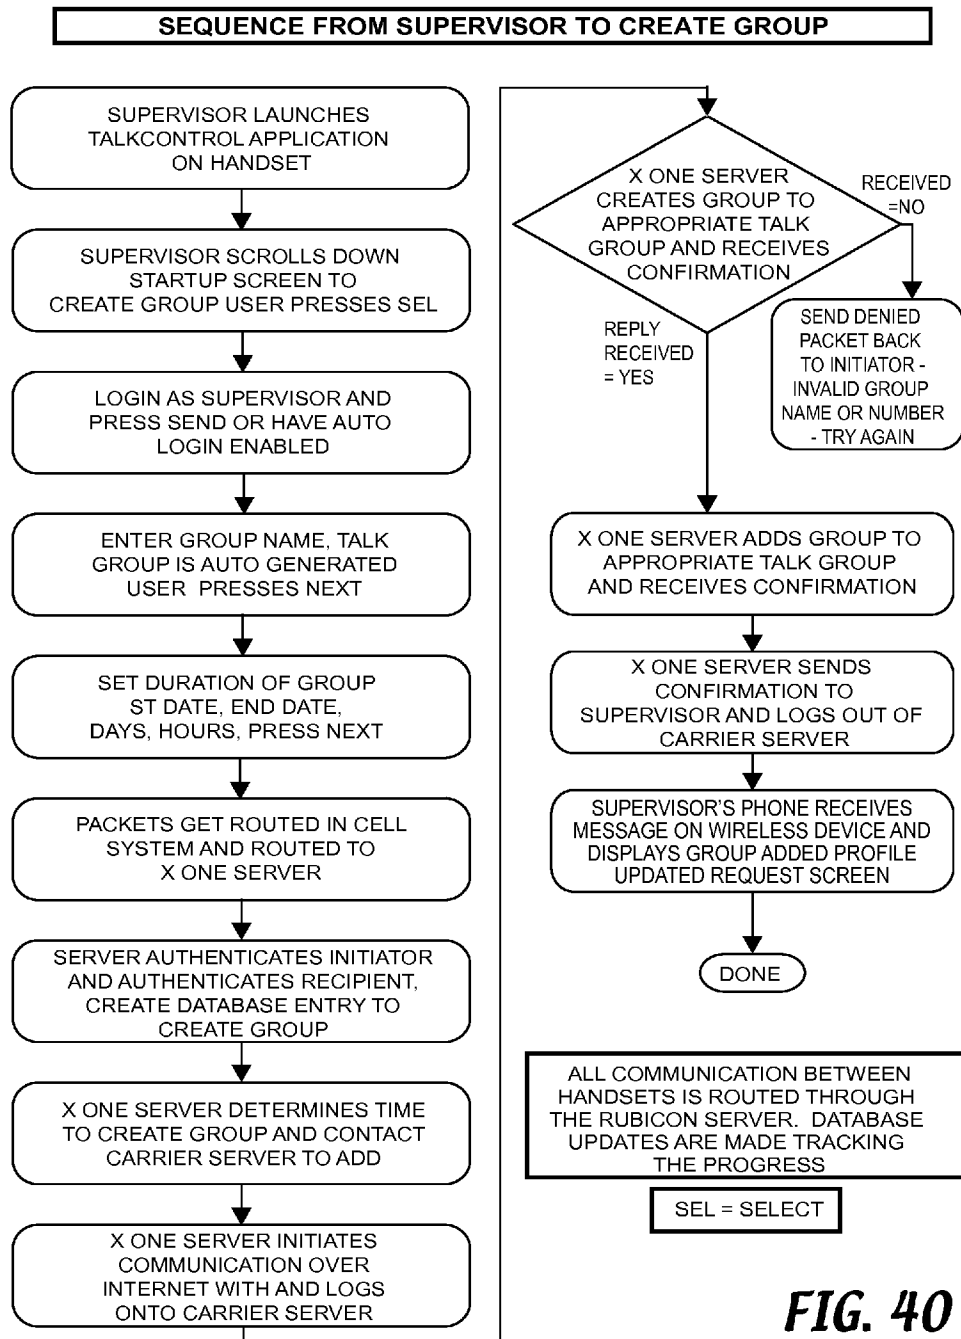 SEQUENCE FROM SUPERVISOR TO CREATE GROUP
SUPERVISOR LAUNCHES
TALKCONTROL APPLICATION
ON HANDSET
SUPERVISOR SCROLLS DOWN
STARTUP SCREEN TO
CREATE GROUP USER PRESSES SEL
LOGIN AS SUPERVISOR AND
PRESS SEND OR HAVE AUTO
LOGIN ENABLED
ENTER GROUP NAME, TALK
GROUP IS AUTO GENERATED
USER PRESSES NEXT
SET DURATION OF GROUP
ST DATE, END DATE,
DAYS, HOURS, PRESS NEXT
PACKETS GET ROUTED IN CELL
SYSTEM AND ROUTED TO
X ONE SERVER
SERVER AUTHENTICATES INITIATOR
AND AUTHENTICATES RECIPIENT,
CREATE DATABASE ENTRY TO
CREATE GROUP
X ONE SERVER DETERMINES TIME
TO CREATE GROUP AND CONTACT
CARRIER SERVER TO ADD
X ONE SERVER INITIATES
COMMUNICATION OVER
INTERNET WITH AND LOGS
ONTO CARRIER SERVER
X ONE SERVER
CREATES GROUP TO
APPROPRIATE TALK
GROUP AND RECEIVES
CONFIRMATION
RECEIVED
=NO
SEND DENIED
PACKET BACK
TO INITIATOR -
INVALID GROUP
NAME OR NUMBER
- TRY AGAIN
REPLY
RECEIVED
= YES
X ONE SERVER ADDS GROUP TO
APPROPRIATE TALK GROUP
AND RECEIVES CONFIRMATION
X ONE SERVER SENDS
CONFIRMATION TO
SUPERVISOR AND LOGS OUT OF
CARRIER SERVER
SUPERVISOR'S PHONE RECEIVES
MESSAGE ON WIRELESS DEVICE AND
DISPLAYS GROUP ADDED PROFILE
UPDATED REQUEST SCREEN
DONE
ALL COMMUNICATION BETWEEN
HANDSETS IS ROUTED THROUGH
THE RUBICON SERVER. DATABASE
UPDATES ARE MADE TRACKING
THE PROGRESS
SEL = SELECT
FIG. 40